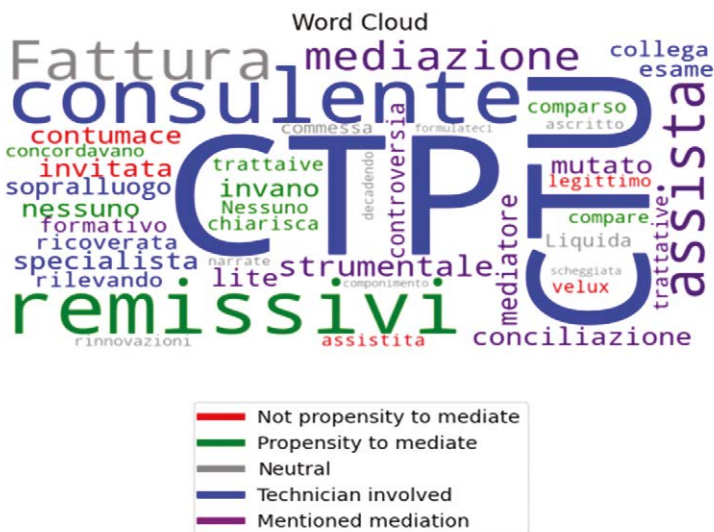 Word Cloud
Fattura
mediazione
collega
esame
consulente
CTU
comparso
ascritto
assista
contumace
commessa
formulateci
concordavano
invitata
CTP
trattaive
decadendo
controversia
mutato
legittimo
sopralluogo
invano
nessuno
Nessuno
compare
formativo
chiarisca
mediatore
Liquida
trattative
ricoverata
specialista
narrate
strumentale
scheggiata
rilevando
lite
componimento
velux
remissivi
rinnovazioni
assistita
conciliazione
Not propensity to mediate
Propensity to mediate
Neutral
Technician involved
Mentioned mediation